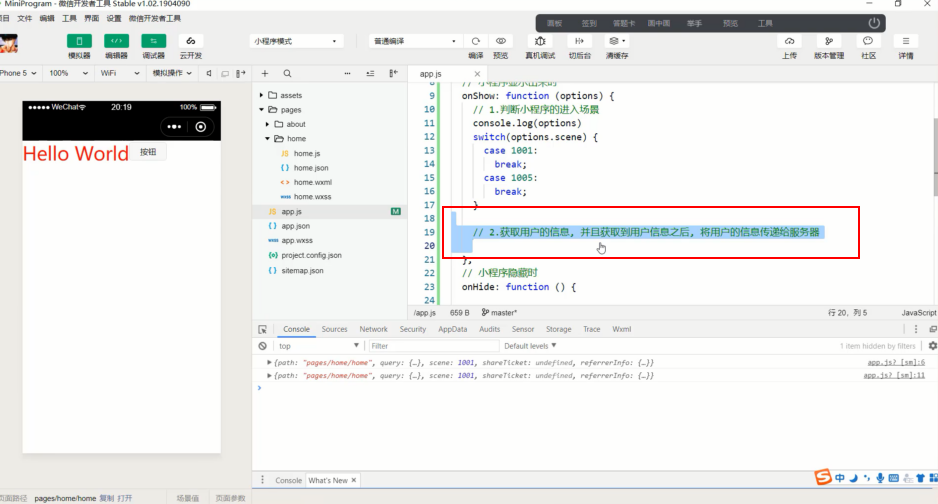 MiniProgram - 微信开发者工具 Stable v1.02.1904090
项目 文件 编辑 工具 界面 设置 微信开发者工具
画板 签到 答题卡 画中画 举手 预览 工具
模拟器 编辑器 调试器 云开发
小程序模式 普通编译
编译 预览 真机调试 切后台 清缓存
上传 版本管理 社区 详情
Phone 5 100% WiFi 模拟操作
WeChat 20:19 100%
Hello World 按钮
assets
pages
about
home
JS home.js
{ } home.json
< > home.wxml
wxss home.wxss
JS app.js M
{ } app.json
wxss app.wxss
{o} project.config.json
{ } sitemap.json
app.js ×
8 // 小程序显示出来时
9 onShow: function (options) {
10 // 1.判断小程序的进入场景
11 console.log(options)
12 switch(options.scene) {
13 case 1001:
14 break;
15 case 1005:
16 break;
17 }
18
19 // 2.获取用户的信息, 并且获取到用户信息之后, 将用户的信息传递给服务器
20
21 },
22 // 小程序隐藏时
23 onHide: function () {
24
/app.js 659 B master* 行 20, 列 5 JavaScript
Console Sources Network Security AppData Audits Sensor Storage Trace Wxml
top Filter Default levels ▼ 1 item hidden by filters
{path: "pages/home/home", query: {…}, scene: 1001, shareTicket: undefined, referrerInfo: {…}} app.js? [sm]:6
{path: "pages/home/home", query: {…}, scene: 1001, shareTicket: undefined, referrerInfo: {…}} app.js? [sm]:11
>
Console What's New ×
页面路径 pages/home/home 复制 打开 场景值 页面参数
S 中